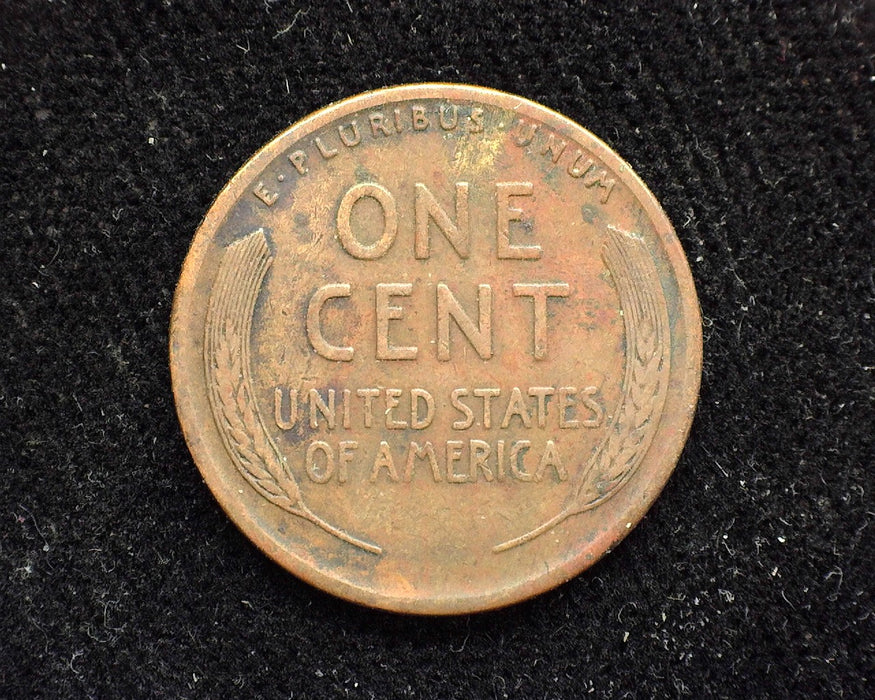 E · PLURIBUS · UNUM
ONE
CENT
UNITED STATES
OF AMERICA